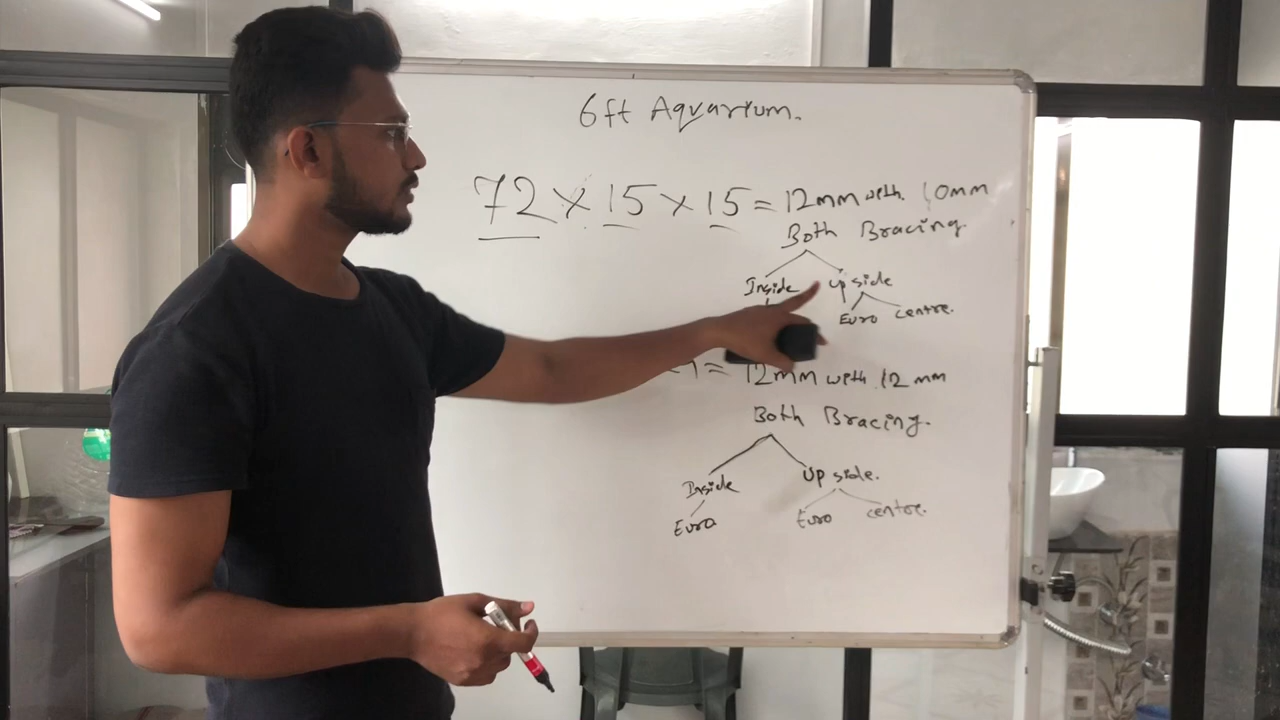 6ft Aquarium.
72 x 15 x 15 = 12mm with 10mm
Both Bracing.
Inside Up side
Euro centre.
= 12mm with 12 mm
Both Bracing.
Inside Up side.
Euro Euro centre.